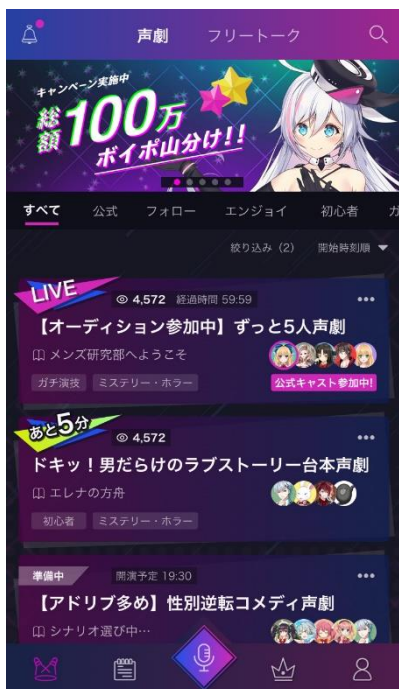 声劇 フリートーク
キャンペーン実施中
総額100万
ボイポ山分け!!
すべて 公式 フォロー エンジョイ 初心者 ガ
絞り込み（2） 開始時刻順
LIVE 4,572 経過時間 59:59
【オーディション参加中】ずっと5人声劇
メンズ研究部へようこそ
ガチ演技 ミステリー・ホラー 公式キャスト参加中!
あと5分 4,572
ドキッ！男だらけのラブストーリー台本声劇
エレナの方舟
初心者 ミステリー・ホラー
準備中 開演予定 19:30
【アドリブ多め】性別逆転コメディ声劇
シナリオ選び中…